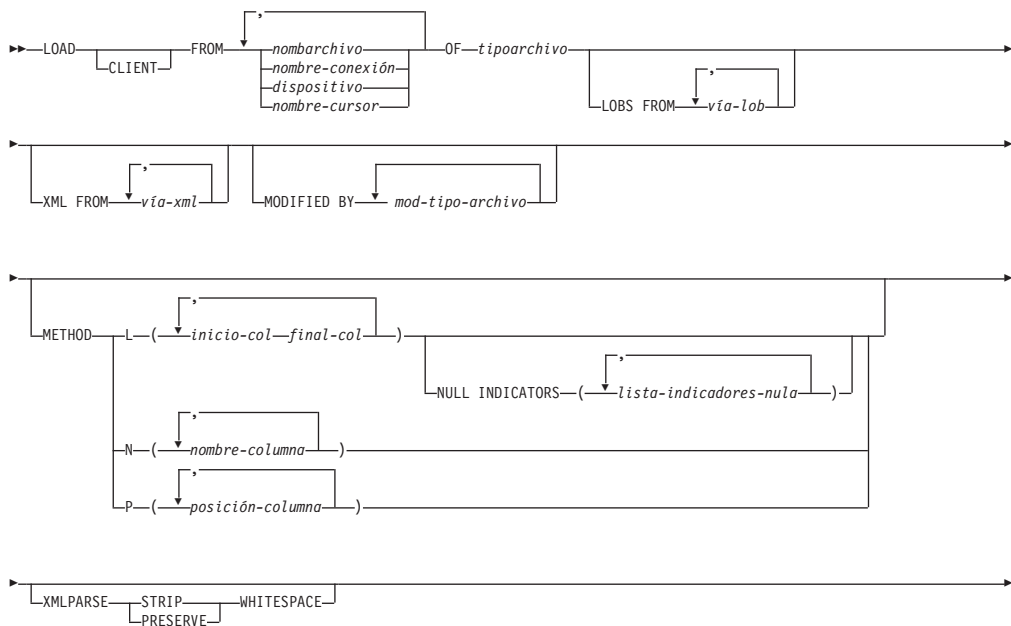 ,
LOAD CLIENT FROM nombarchivo OF tipoarchivo
nombre-conexión
dispositivo
nombre-cursor
,
LOBS FROM vía-lob
,
XML FROM vía-xml
MODIFIED BY mod-tipo-archivo
METHOD L ( inicio-col final-col )
,
NULL INDICATORS ( lista-indicadores-nula )
,
N ( nombre-columna )
,
P ( posición-columna )
,
XMLPARSE STRIP WHITESPACE
PRESERVE